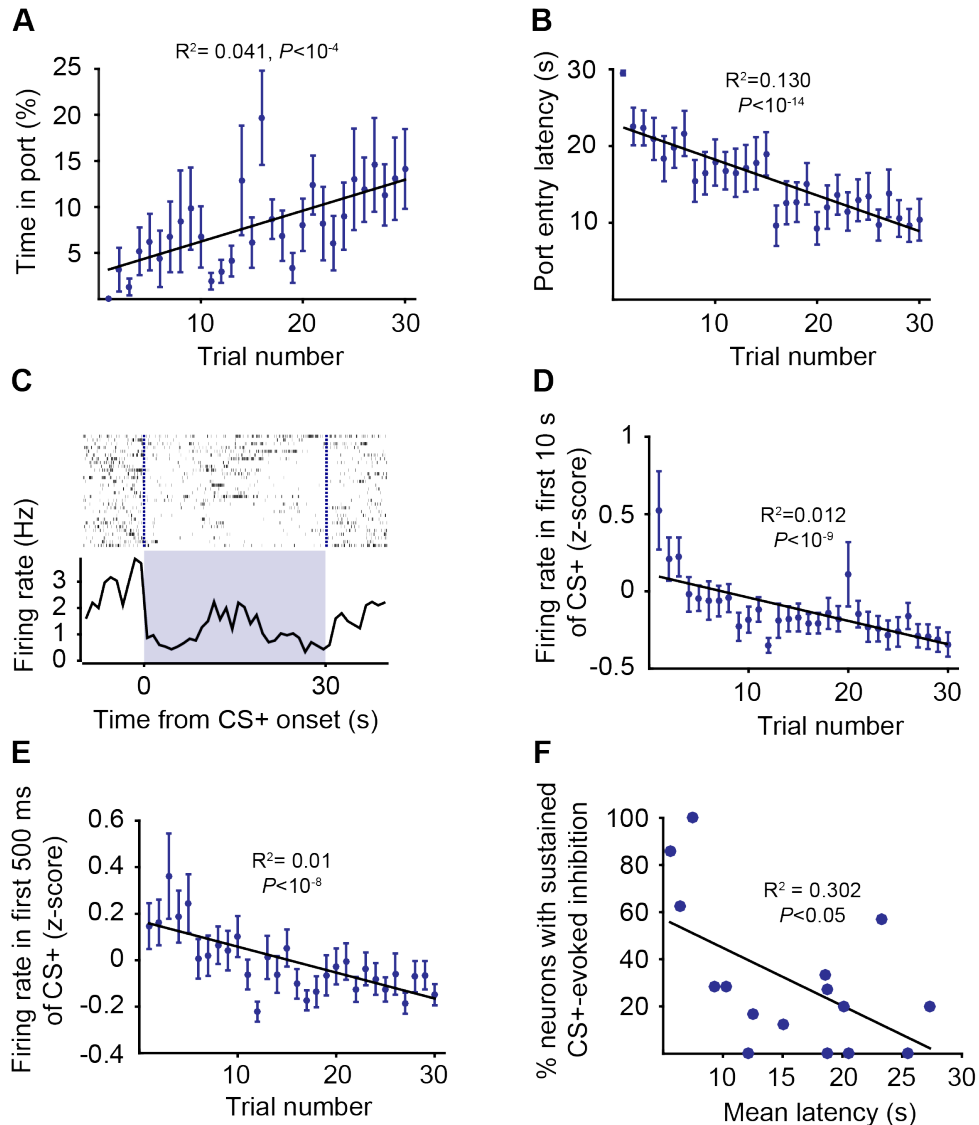 A
R²= 0.041, P<10⁻⁴
Time in port (%)
25
20
15
10
5
10
20
30
Trial number
B
R²=0.130
P<10⁻¹⁴
Port entry latency (s)
30
20
10
10
20
30
Trial number
C
Firing rate (Hz)
3
2
1
0
0
30
Time from CS+ onset (s)
D
R²=0.012
P<10⁻⁹
Firing rate in first 10 s
of CS+ (z-score)
1
0.5
0
-0.5
10
20
30
Trial number
E
R²= 0.01
P<10⁻⁸
Firing rate in first 500 ms
of CS+ (z-score)
0.6
0.4
0.2
0
-0.2
-0.4
10
20
30
Trial number
F
R² = 0.302
P<0.05
% neurons with sustained
CS+-evoked inhibition
100
80
60
40
20
10
15
20
25
30
Mean latency (s)